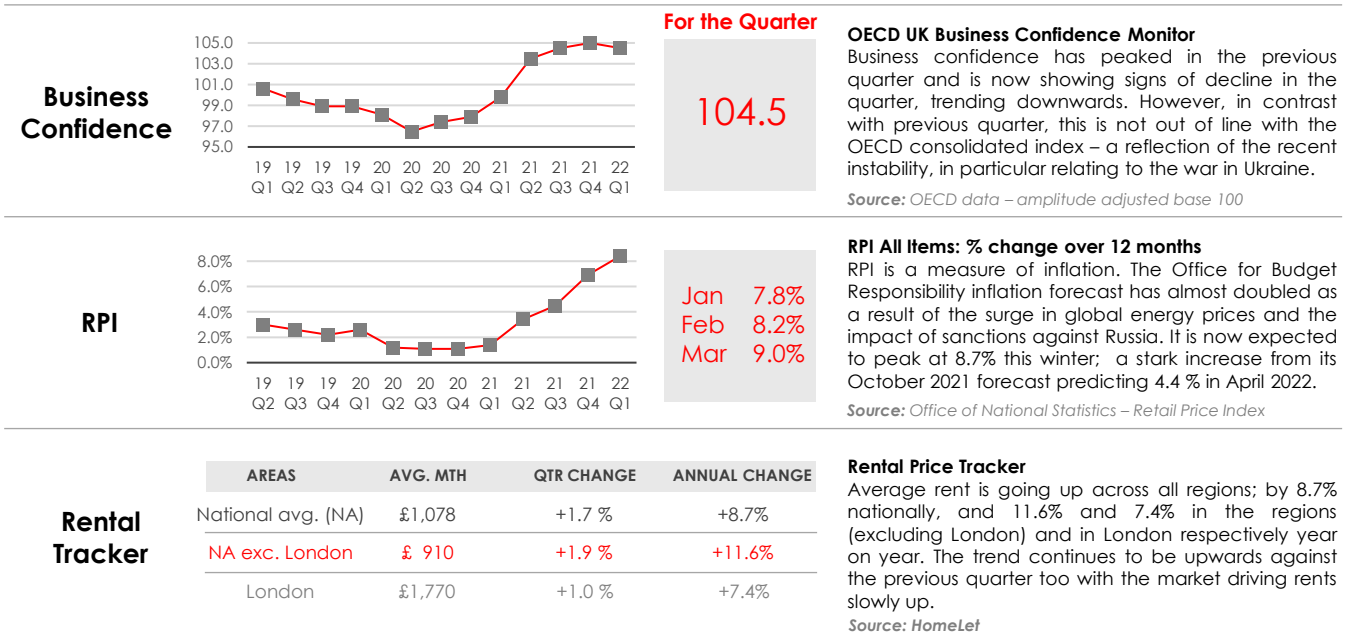 For the Quarter
Business
Confidence
105.0
103.0
101.0
99.0
97.0
95.0
19 19 19 19 20 20 20 20 21 21 21 21 22
Q1 Q2 Q3 Q4 Q1 Q2 Q3 Q4 Q1 Q2 Q3 Q4 Q1
104.5
OECD UK Business Confidence Monitor
Business confidence has peaked in the previous
quarter and is now showing signs of decline in the
quarter, trending downwards. However, in contrast
with previous quarter, this is not out of line with the
OECD consolidated index – a reflection of the recent
instability, in particular relating to the war in Ukraine.
Source: OECD data – amplitude adjusted base 100
RPI
8.0%
6.0%
4.0%
2.0%
0.0%
19 19 19 20 20 20 20 21 21 21 21 22
Q2 Q3 Q4 Q1 Q2 Q3 Q4 Q1 Q2 Q3 Q4 Q1
Jan 7.8%
Feb 8.2%
Mar 9.0%
RPI All Items: % change over 12 months
RPI is a measure of inflation. The Office for Budget
Responsibility inflation forecast has almost doubled as
a result of the surge in global energy prices and the
impact of sanctions against Russia. It is now expected
to peak at 8.7% this winter; a stark increase from its
October 2021 forecast predicting 4.4 % in April 2022.
Source: Office of National Statistics – Retail Price Index
Rental
Tracker
AREAS AVG. MTH QTR CHANGE ANNUAL CHANGE
National avg. (NA) £1,078 +1.7 % +8.7%
NA exc. London £ 910 +1.9 % +11.6%
London £1,770 +1.0 % +7.4%
Rental Price Tracker
Average rent is going up across all regions; by 8.7%
nationally, and 11.6% and 7.4% in the regions
(excluding London) and in London respectively year
on year. The trend continues to be upwards against
the previous quarter too with the market driving rents
slowly up.
Source: HomeLet